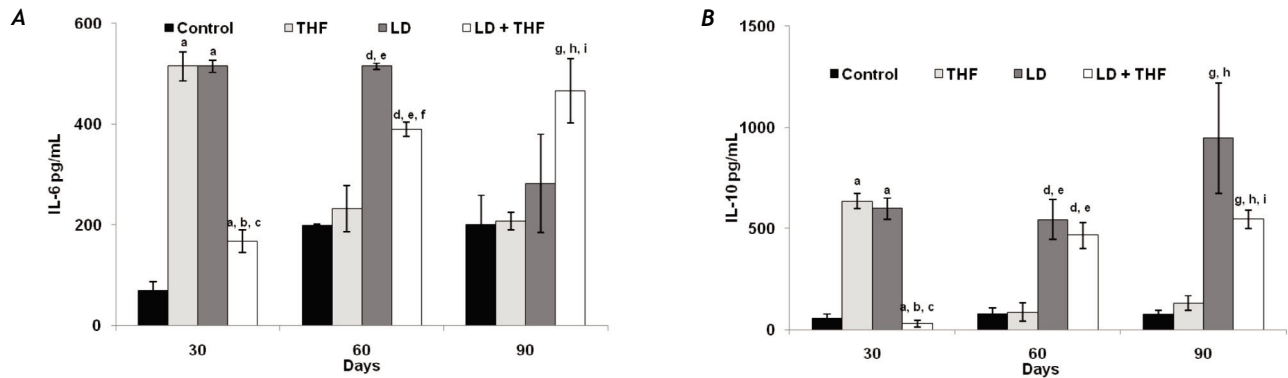 A
600
400
200
0
IL-6 pg/mL
Control THF LD LD + THF
a a
a, b, c
d, e
d, e, f
g, h, i
30 60 90
Days
B
1500
1000
500
0
IL-10 pg/mL
Control THF LD LD + THF
a a
a, b, c
d, e d, e
g, h
g, h, i
30 60 90
Days